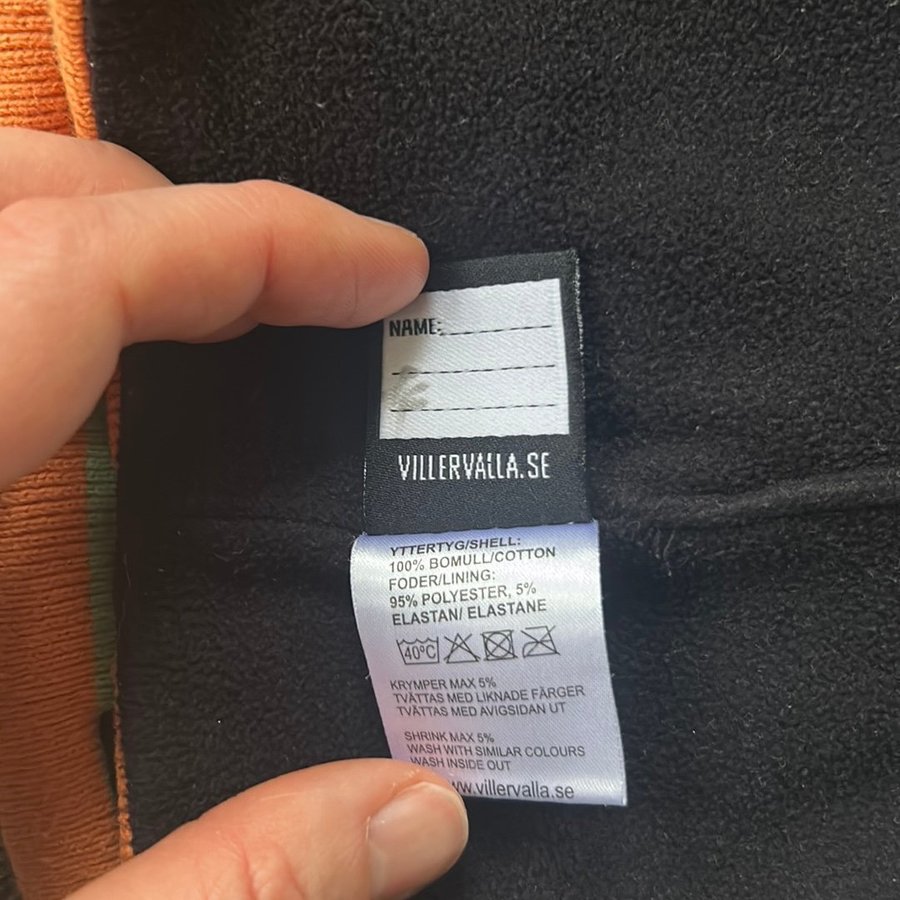 NAME:
VILLERVALLA.SE
YTTERTYG/SHELL:
100% BOMULL/COTTON
FODER/LINING:
95% POLYESTER, 5%
ELASTAN/ ELASTANE
40°C
KRYMPER MAX 5%
TVÄTTAS MED LIKNADE FÄRGER
TVÄTTAS MED AVIGSIDAN UT
SHRINK MAX 5%
WASH WITH SIMILAR COLOURS
WASH INSIDE OUT
w.villervalla.se